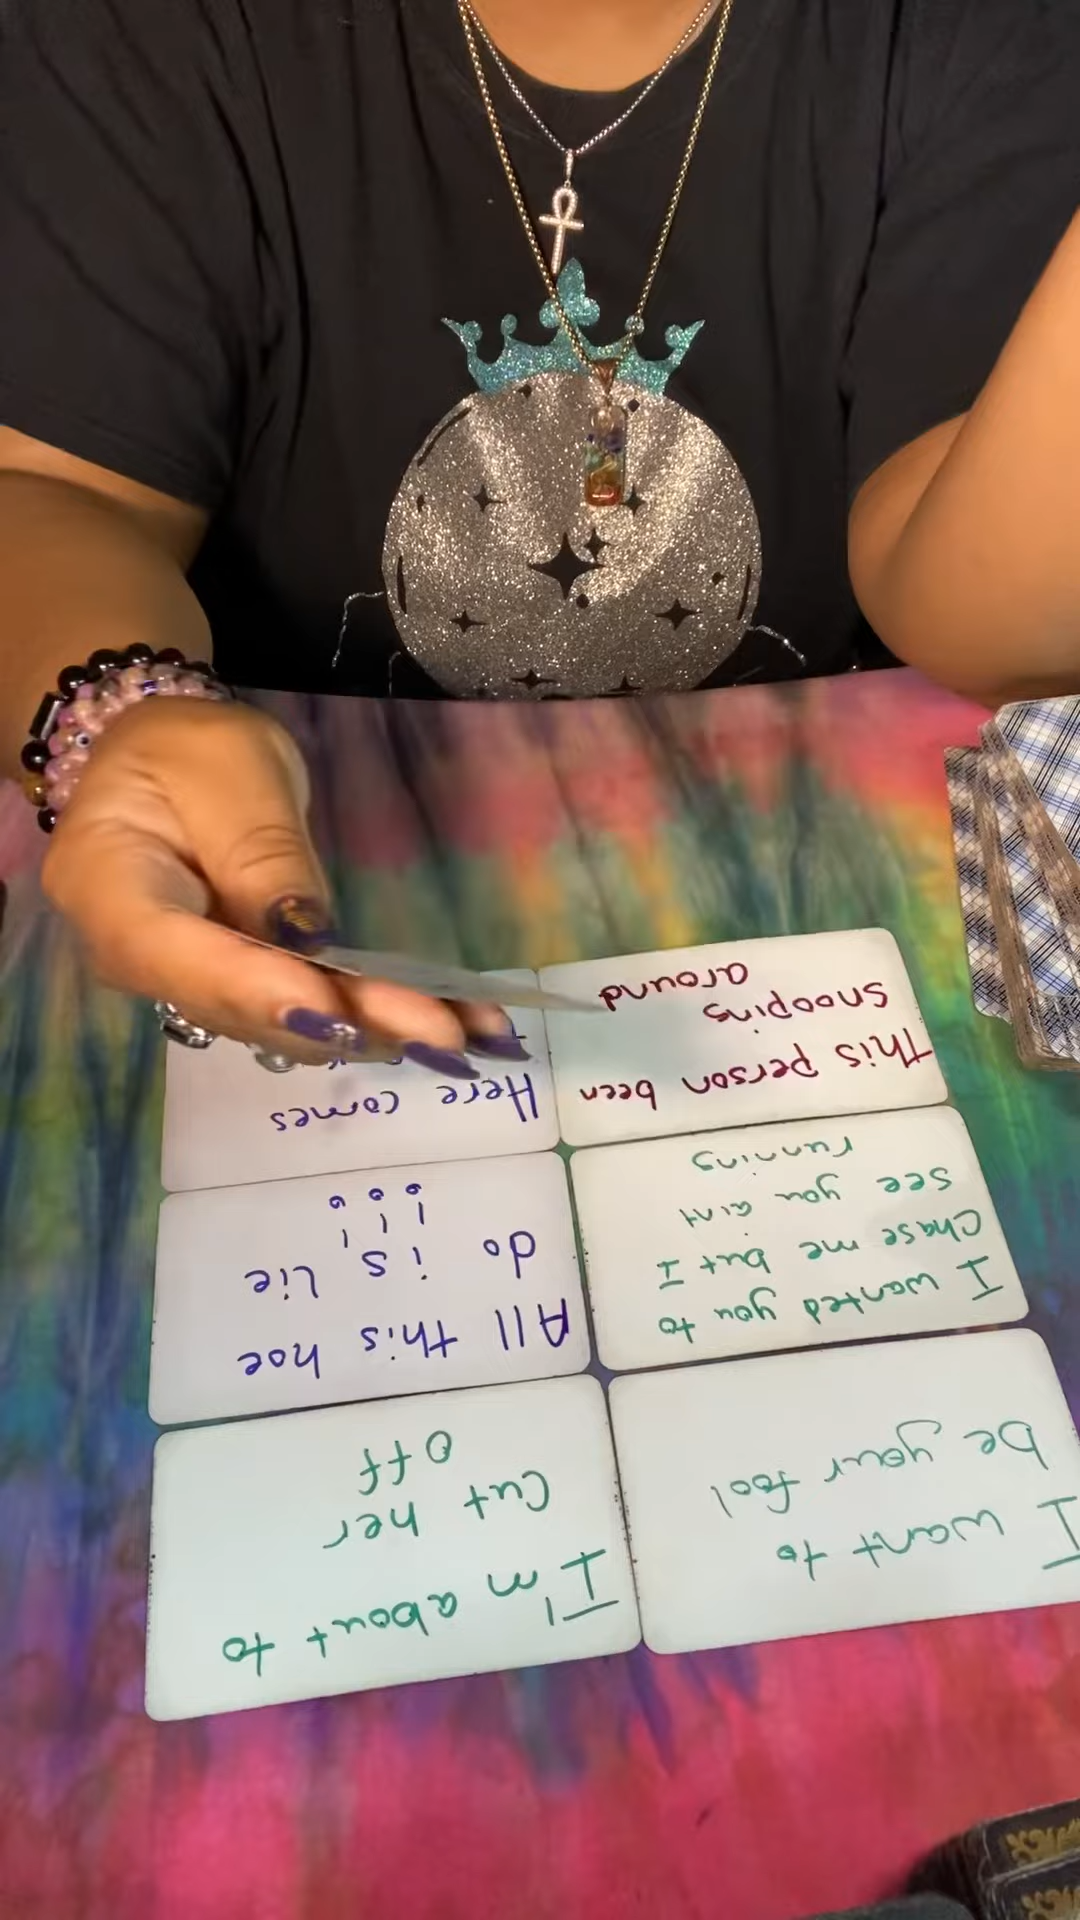 I want to
be your fool
I'm about to
cut her
off
I wanted you to
chase me but I
see you aint
running
All this hoe
do is lie
!!!
This person been
snooping
around
Here comes